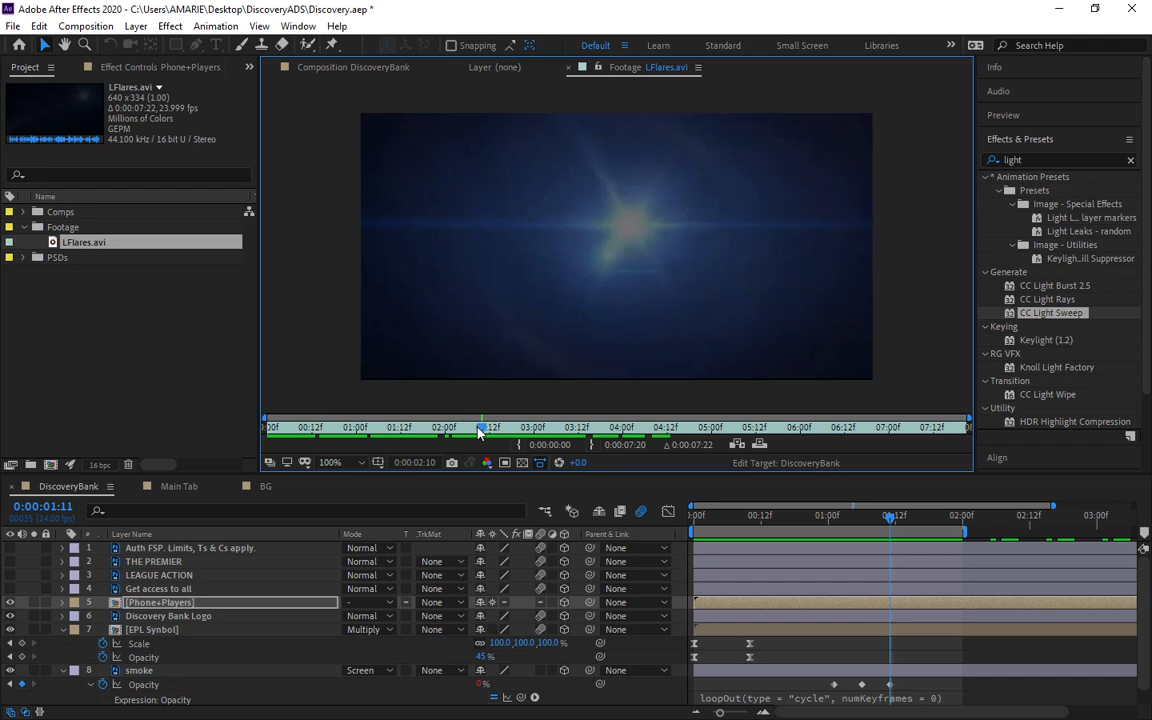 Adobe After Effects 2020 - C:\Users\AMARIE\Desktop\DiscoveryADS\Discovery.aep *
File Edit Composition Layer Effect Animation View Window Help
Snapping Default Learn Standard Small Screen Libraries Search Help
Project Effect Controls Phone+Players Composition DiscoveryBank Layer (none) Footage LFlares.avi Info
LFlares.avi
640 x 334 (1.00)
Δ 0:00:07:22, 23.999 fps
Millions of Colors
GEPM
44.100 kHz / 16 bit U / Stereo
Audio
Preview
Effects & Presets
light
Name
Comps
Footage
LFlares.avi
PSDs
* Animation Presets
Presets
Image - Special Effects
Light L... layer markers
Light Leaks - random
Image - Utilities
Keyligh...ill Suppressor
Generate
CC Light Burst 2.5
CC Light Rays
CC Light Sweep
Keying
Keylight (1.2)
RG VFX
Knoll Light Factory
Transition
CC Light Wipe
Utility
HDR Highlight Compression
Align
:00f 00:12f 01:00f 01:12f 02:00f 03:00f 03:12f 04:00f 04:12f 05:00f 05:12f 06:00f 06:12f 07:00f 07:12f
0:00:00:00 0:00:07:20 Δ 0:00:07:22
16 bpc 100% 0:00:02:10 +0.0 Edit Target: DiscoveryBank
DiscoveryBank Main Tab BG
0:00:01:11
00035 (24.00 fps)
:00f 00:12f 01:00f 02:00f 02:12f 03:00f
# Layer Name Mode T .TrkMat Parent & Link
1 Auth FSP. Limits, Ts & Cs apply. Normal None
2 THE PREMIER Normal None None
3 LEAGUE ACTION Normal None None
4 Get access to all Normal None None
5 [Phone+Players] - None None
6 Discovery Bank Logo Normal None None
7 [EPL Symbol] Multiply None None
Scale 100.0,100.0,100.0%
Opacity 45%
8 smoke Screen None None
Opacity 0%
Expression: Opacity loopOut(type = "cycle", numKeyframes = 0)